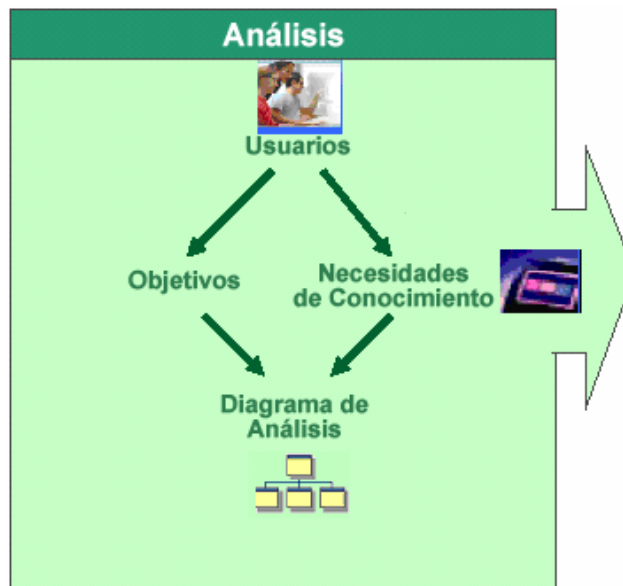 Análisis
Usuarios
Objetivos
Necesidades
de Conocimiento
Diagrama de
Análisis